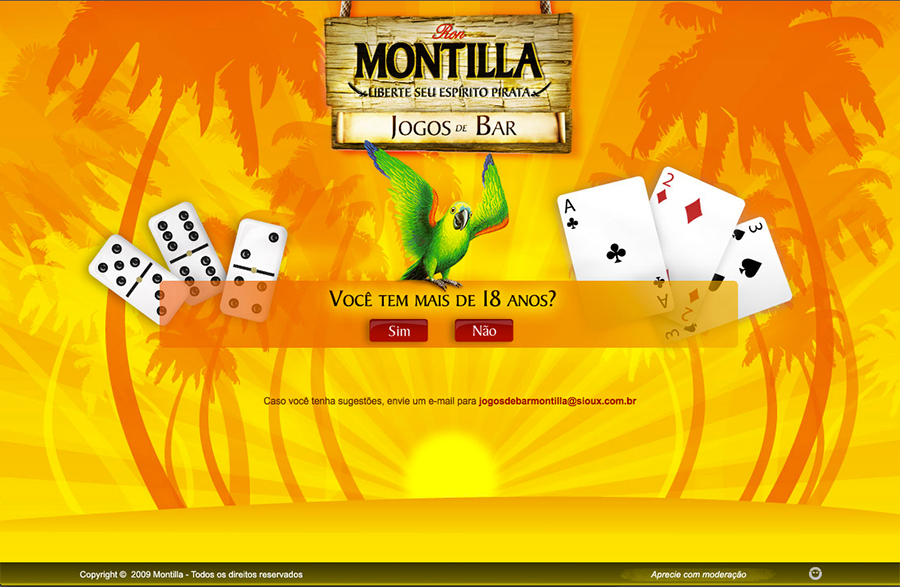 Ron
MONTILLA
LIBERTE SEU ESPÍRITO PIRATA
JOGOS DE BAR
A
A
2
2
3
VOCÊ TEM MAIS DE 18 ANOS?
Sim
Não
Caso você tenha sugestões, envie um e-mail para jogosdebarmontilla@sioux.com.br
Copyright © 2009 Montilla - Todos os direitos reservados
Aprecie com moderação